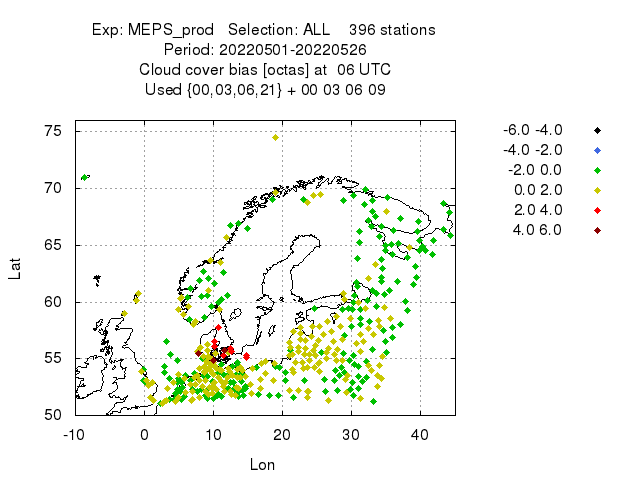 Exp: MEPS_prod   Selection: ALL    396 stations
Period: 20220501-20220526
Cloud cover bias [octas] at  06 UTC
Used {00,03,06,21} + 00 03 06 09
-6.0 -4.0
-4.0 -2.0
-2.0 0.0
0.0 2.0
2.0 4.0
4.0 6.0
75
70
65
60
55
50
Lat
-10 0 10 20 30 40
Lon